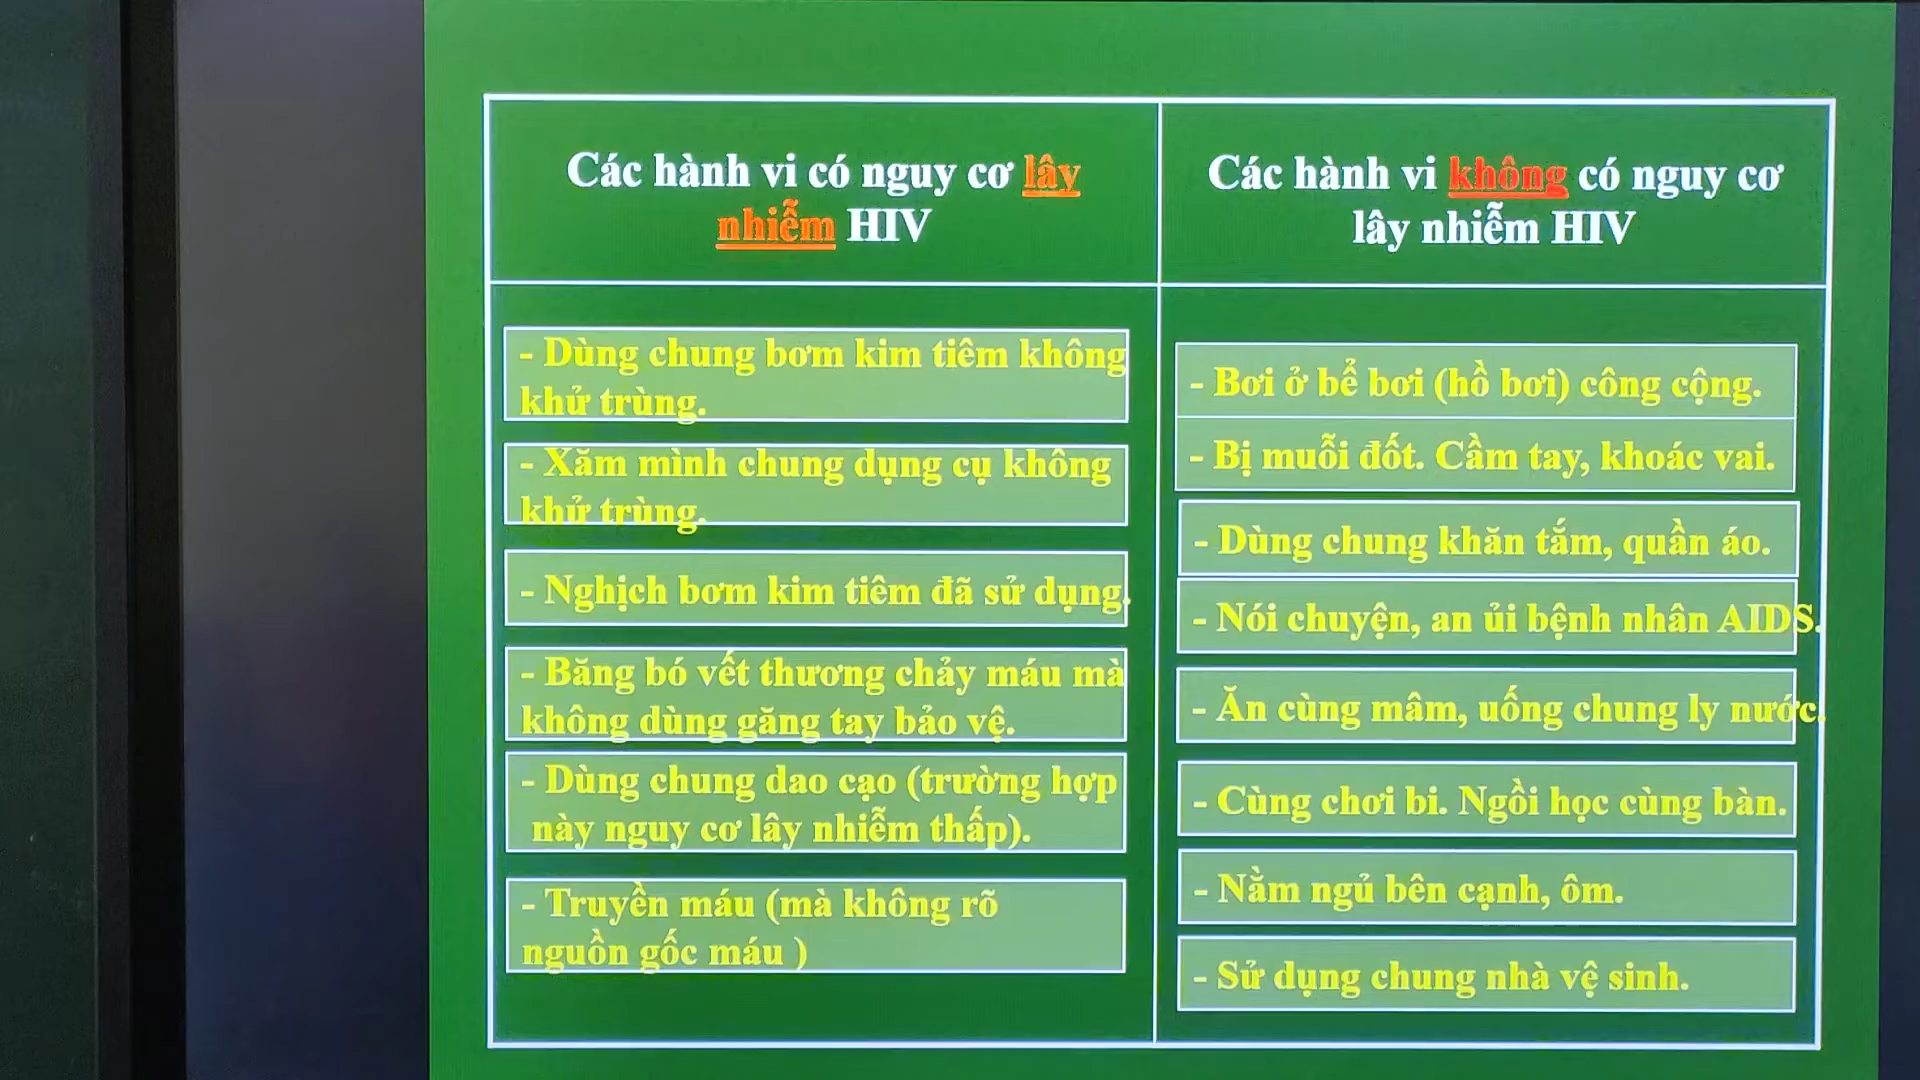 Các hành vi có nguy cơ lây
nhiễm HIV
- Dùng chung bơm kim tiêm không
khử trùng.
- Xăm mình chung dụng cụ không
khử trùng.
- Nghịch bơm kim tiêm đã sử dụng.
- Băng bó vết thương chảy máu mà
không dùng găng tay bảo vệ.
- Dùng chung dao cạo (trường hợp
này nguy cơ lây nhiễm thấp).
- Truyền máu (mà không rõ
nguồn gốc máu )
Các hành vi không có nguy cơ
lây nhiễm HIV
- Bơi ở bể bơi (hồ bơi) công cộng.
- Bị muỗi đốt. Cầm tay, khoác vai.
- Dùng chung khăn tắm, quần áo.
- Nói chuyện, an ủi bệnh nhân AIDS.
- Ăn cùng mâm, uống chung ly nước.
- Cùng chơi bi. Ngồi học cùng bàn.
- Nằm ngủ bên cạnh, ôm.
- Sử dụng chung nhà vệ sinh.